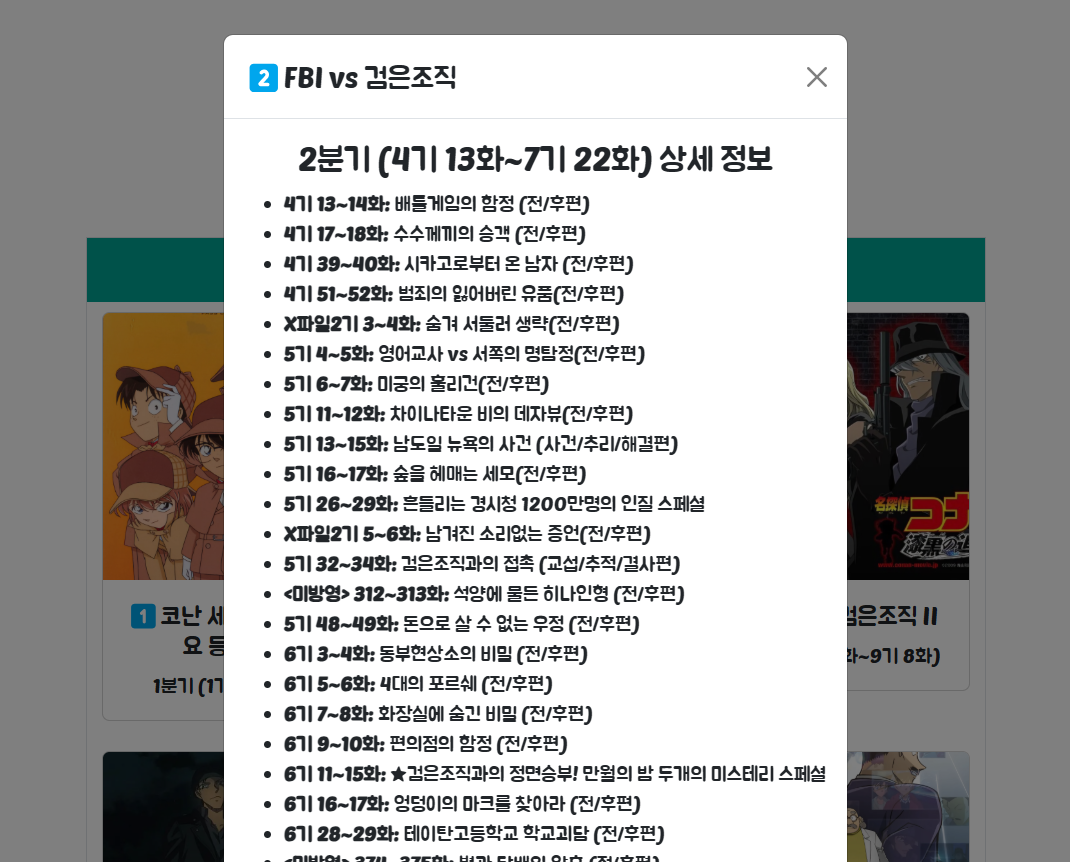 2 FBI vs 검은조직
2분기 (4기 13화~7기 22화) 상세 정보
4기 13~14화: 배틀게임의 함정 (전/후편)
4기 17~18화: 수수께끼의 승객 (전/후편)
4기 39~40화: 시카고로부터 온 남자 (전/후편)
4기 51~52화: 범죄의 잃어버린 유품(전/후편)
X파일2기 3~4화: 숨겨 서둘러 생략(전/후편)
5기 4~5화: 영어교사 vs 서쪽의 명탐정(전/후편)
5기 6~7화: 미궁의 훌리건(전/후편)
5기 11~12화: 차이나타운 비의 데자뷰(전/후편)
5기 13~15화: 남도일 뉴욕의 사건 (사건/추리/해결편)
5기 16~17화: 숲을 헤매는 세모(전/후편)
5기 26~29화: 흔들리는 경시청 1200만명의 인질 스페셜
X파일2기 5~6화: 남겨진 소리없는 증언(전/후편)
5기 32~34화: 검은조직과의 접촉 (교섭/추적/결사편)
<미방영> 312~313화: 석양에 물든 히나인형 (전/후편)
5기 48~49화: 돈으로 살 수 없는 우정 (전/후편)
6기 3~4화: 동부현상소의 비밀 (전/후편)
6기 5~6화: 4대의 포르쉐 (전/후편)
6기 7~8화: 화장실에 숨긴 비밀 (전/후편)
6기 9~10화: 편의점의 함정 (전/후편)
6기 11~15화: ★검은조직과의 정면승부! 만월의 밤 두개의 미스테리 스페셜
6기 16~17화: 엉덩이의 마크를 찾아라 (전/후편)
6기 28~29화: 테이탄고등학교 학교괴담 (전/후편)
名探偵
コナ
漆黒の追
1 코난 세
요 등
1분기 (1기
검은조직 II
화~9기 8화)